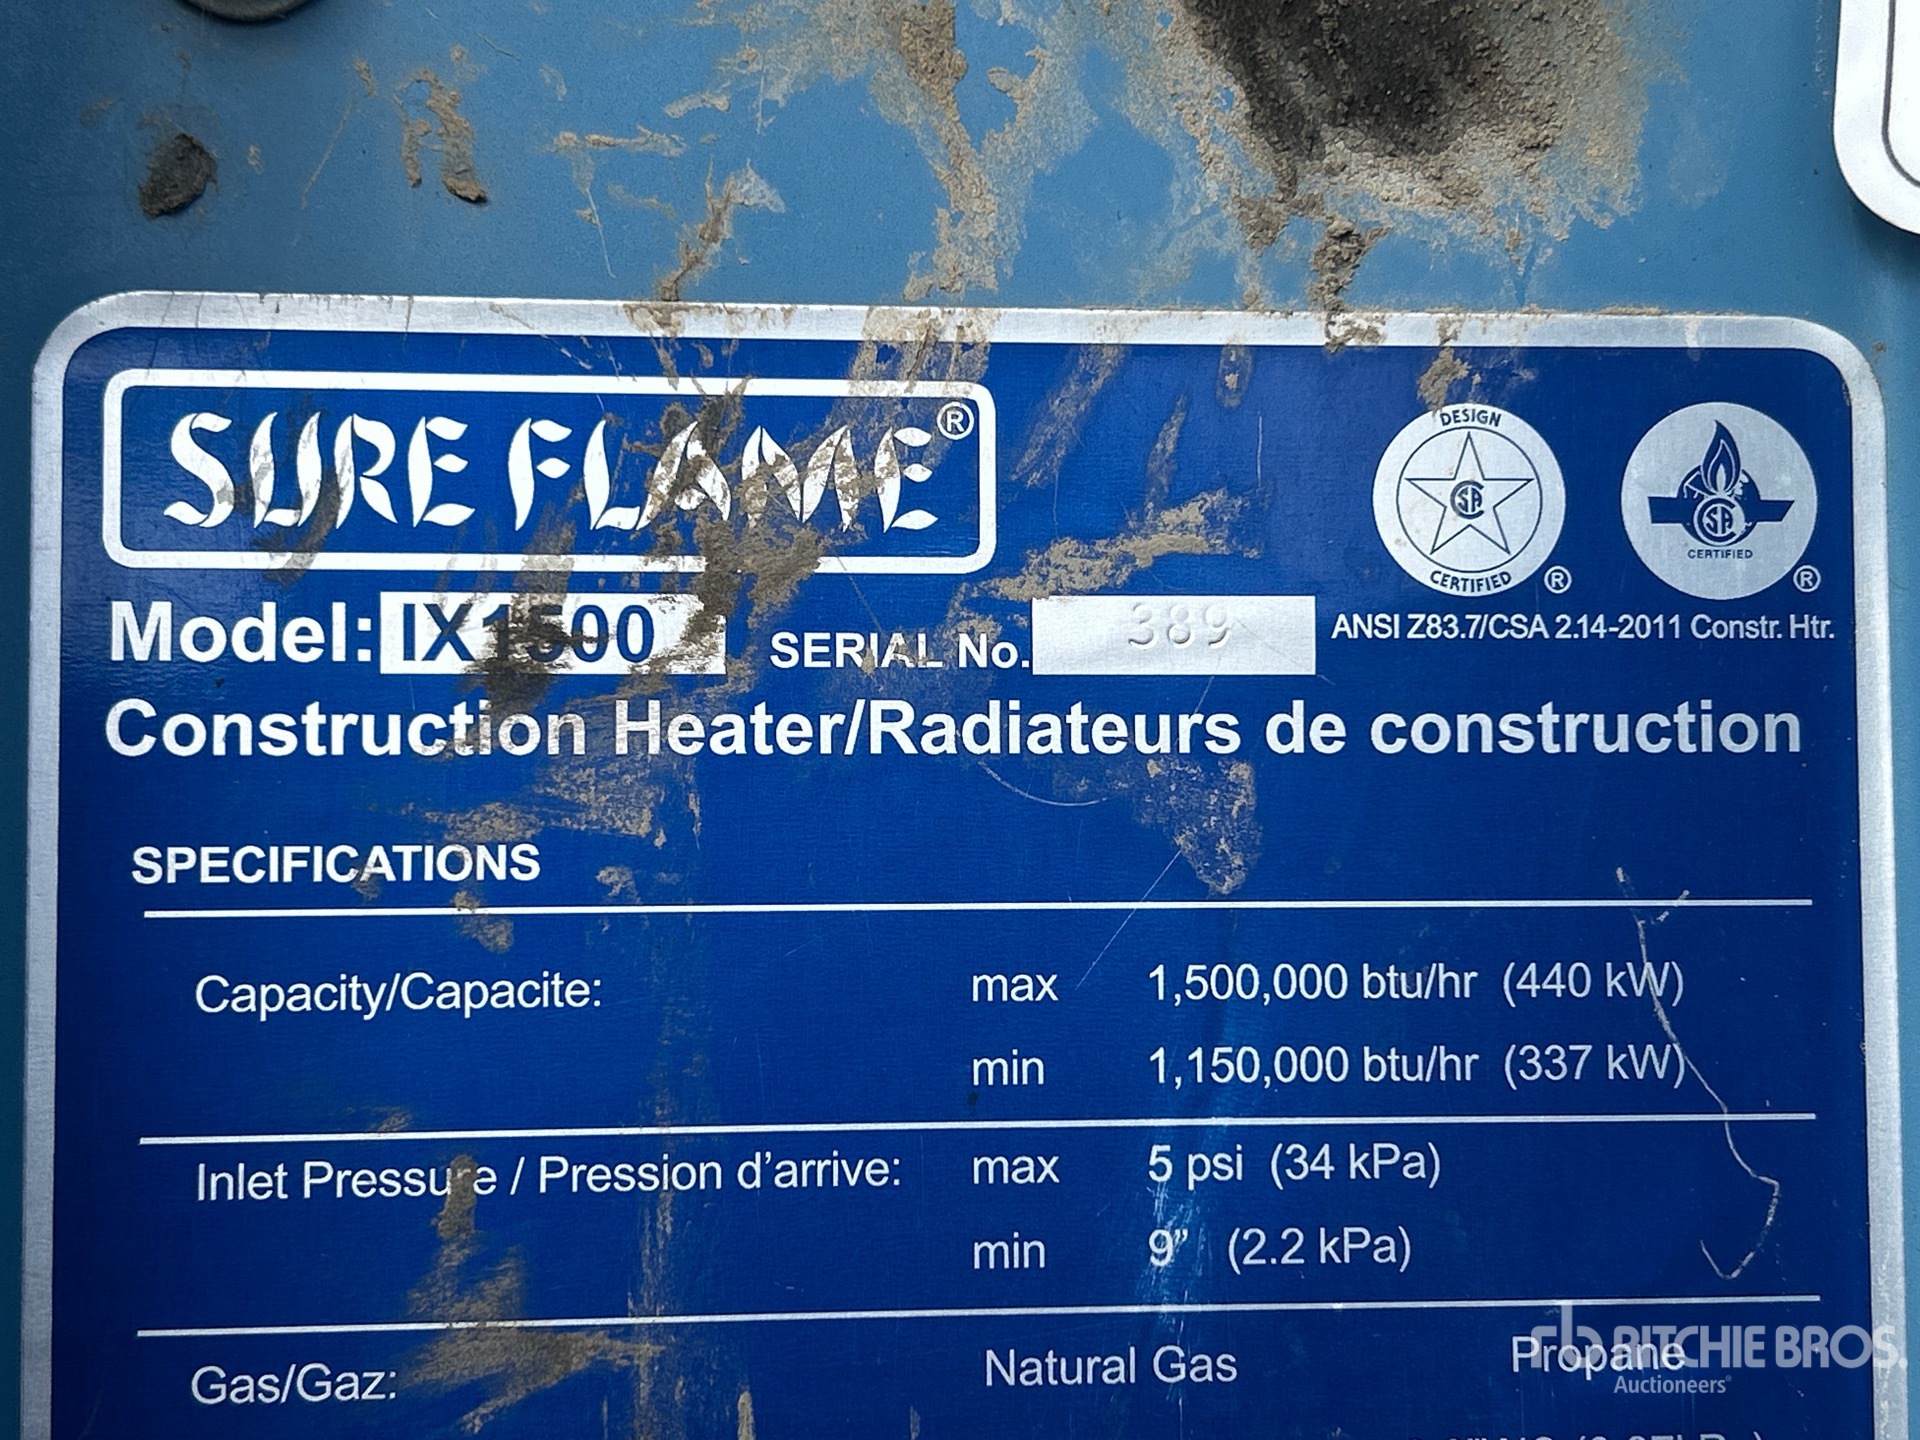 SURE FLAME®
DESIGN
CSA
CERTIFIED ®
CSA
CERTIFIED
®
Model: IX1500 SERIAL No. 389 ANSI Z83.7/CSA 2.14-2011 Constr. Htr.
Construction Heater/Radiateurs de construction
SPECIFICATIONS
Capacity/Capacite: max 1,500,000 btu/hr (440 kW)
min 1,150,000 btu/hr (337 kW)
Inlet Pressure / Pression d'arrive: max 5 psi (34 kPa)
min 9" (2.2 kPa)
Gas/Gaz: Natural Gas Propane
rb RITCHIE BROS.
Auctioneers